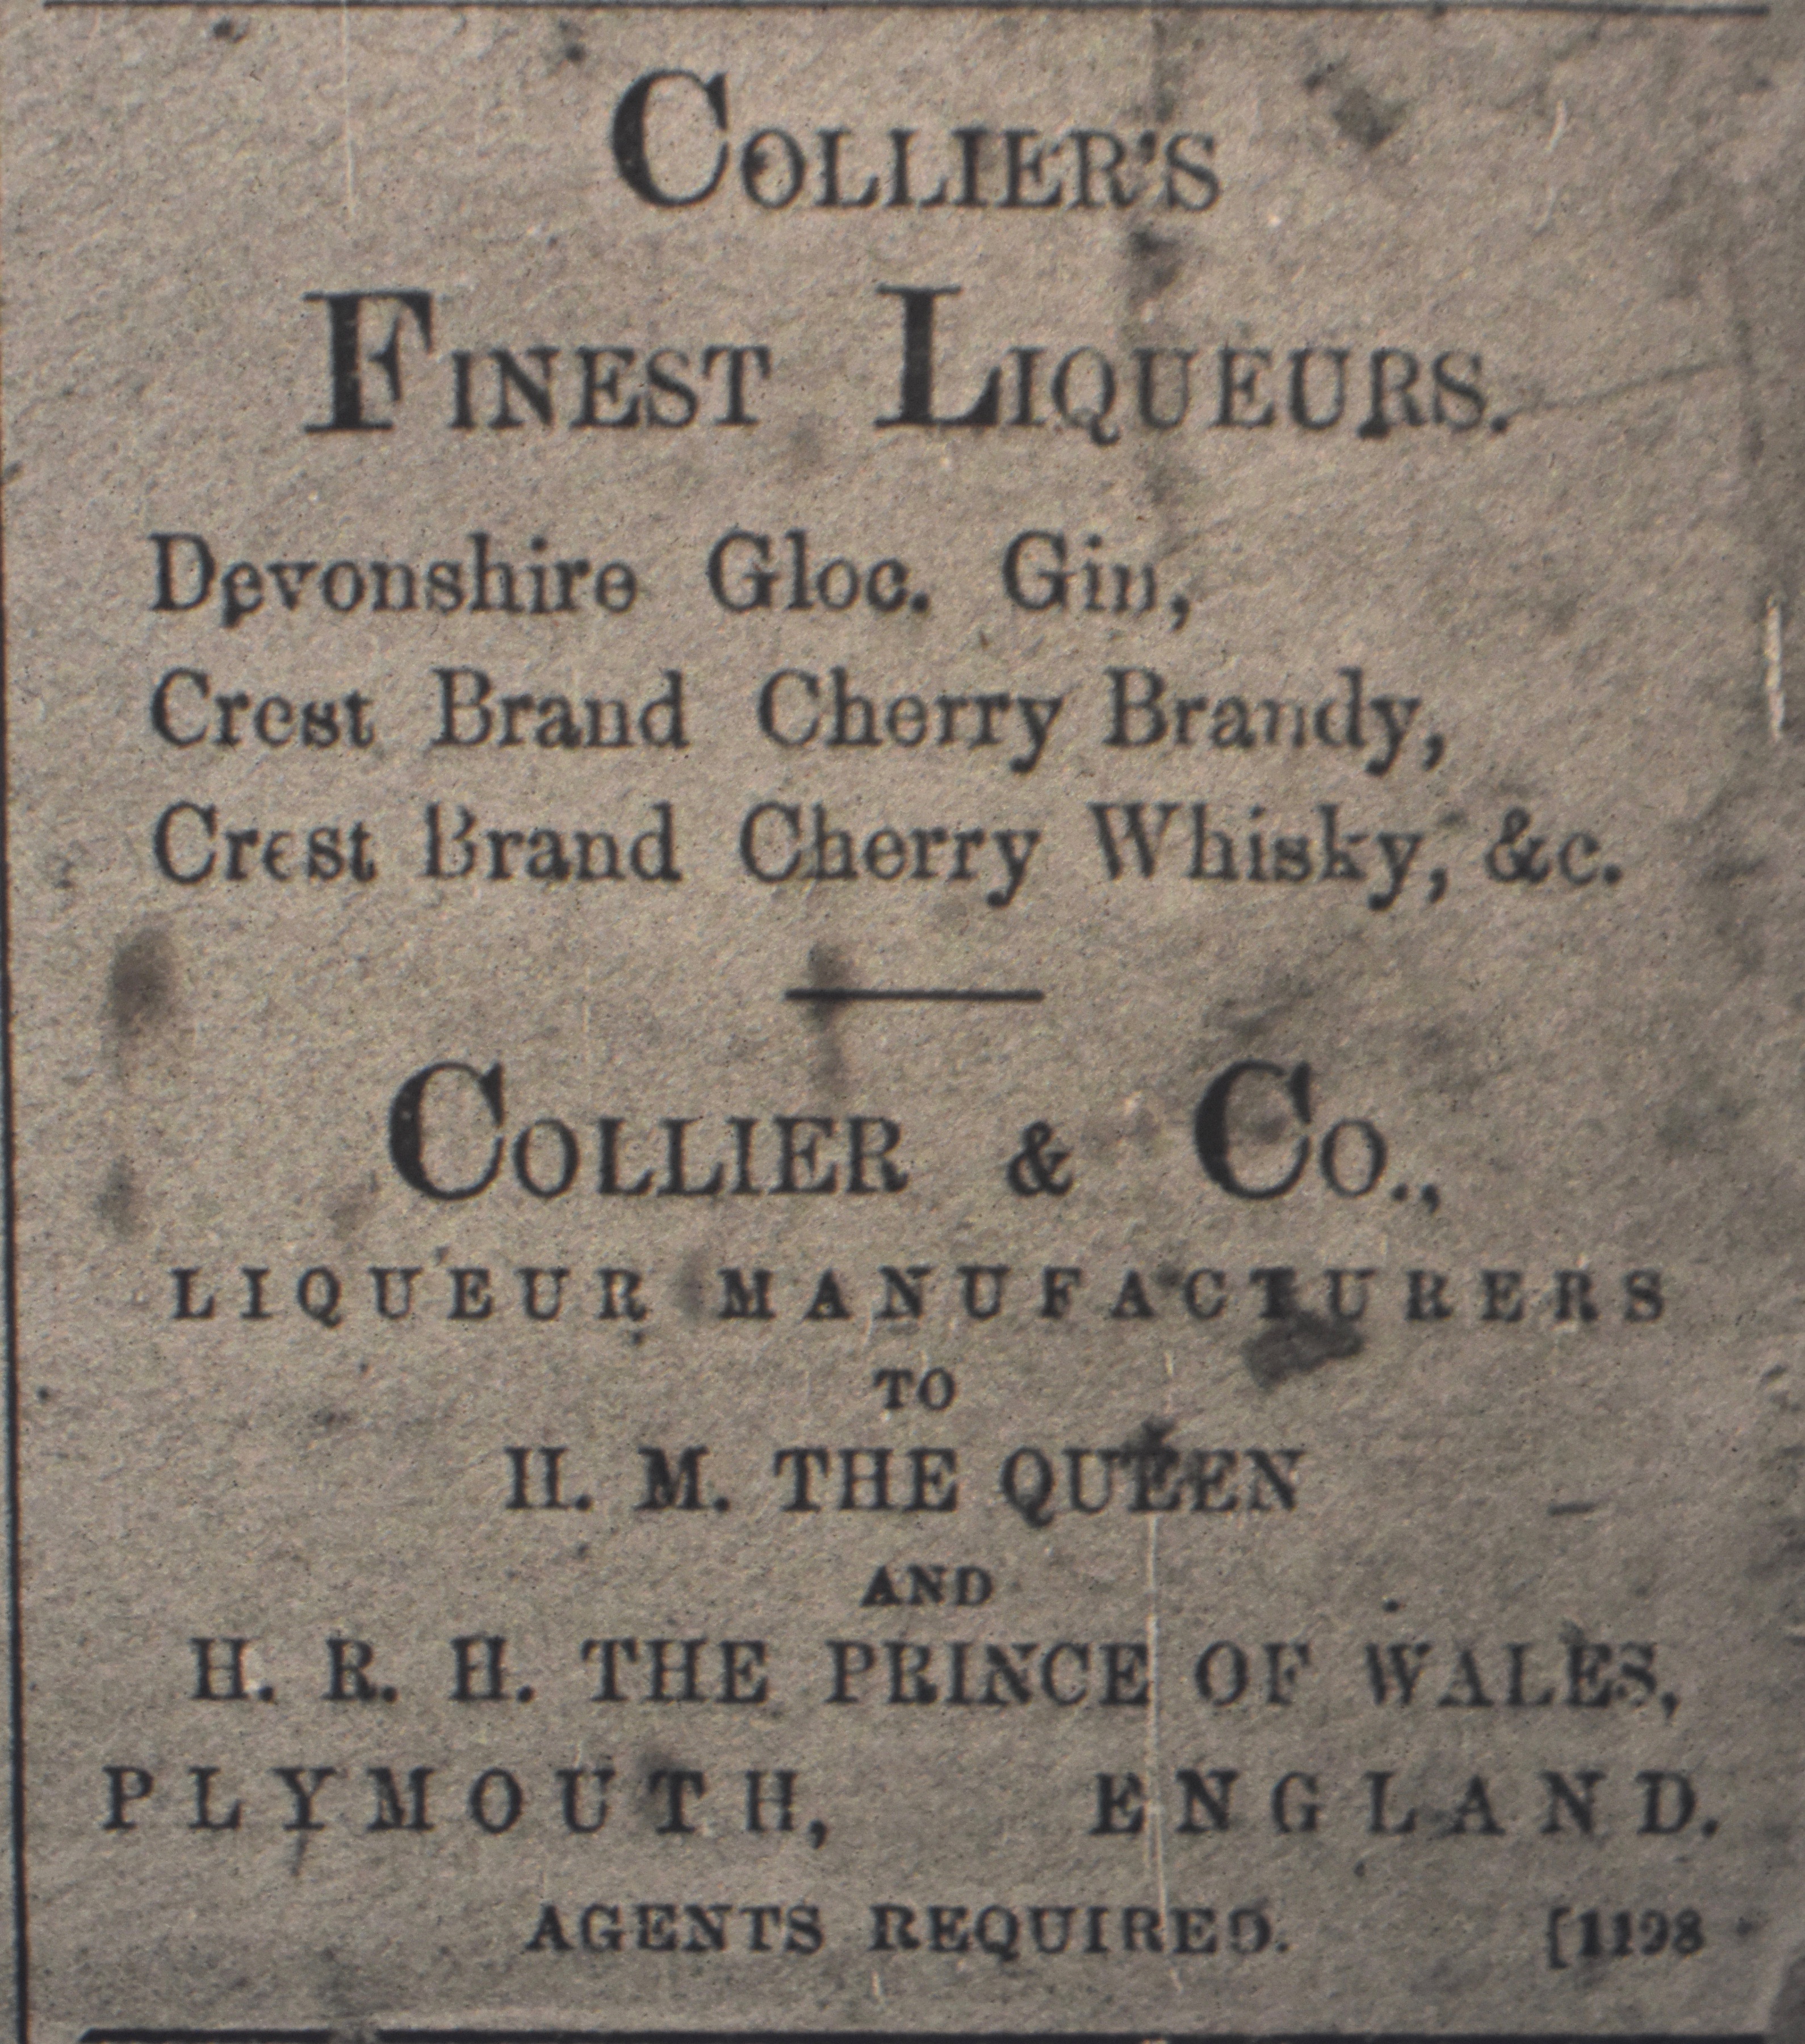 COLLIER'S
FINEST LIQUEURS.
Devonshire Gloc. Gin,
Crest Brand Cherry Brandy,
Crest Brand Cherry Whisky, &c.
COLLIER & Co.,
LIQUEUR MANUFACTURERS
TO
H. M. THE QUEEN
AND
H. R. H. THE PRINCE OF WALES,
PLYMOUTH, ENGLAND.
AGENTS REQUIRED. [1198